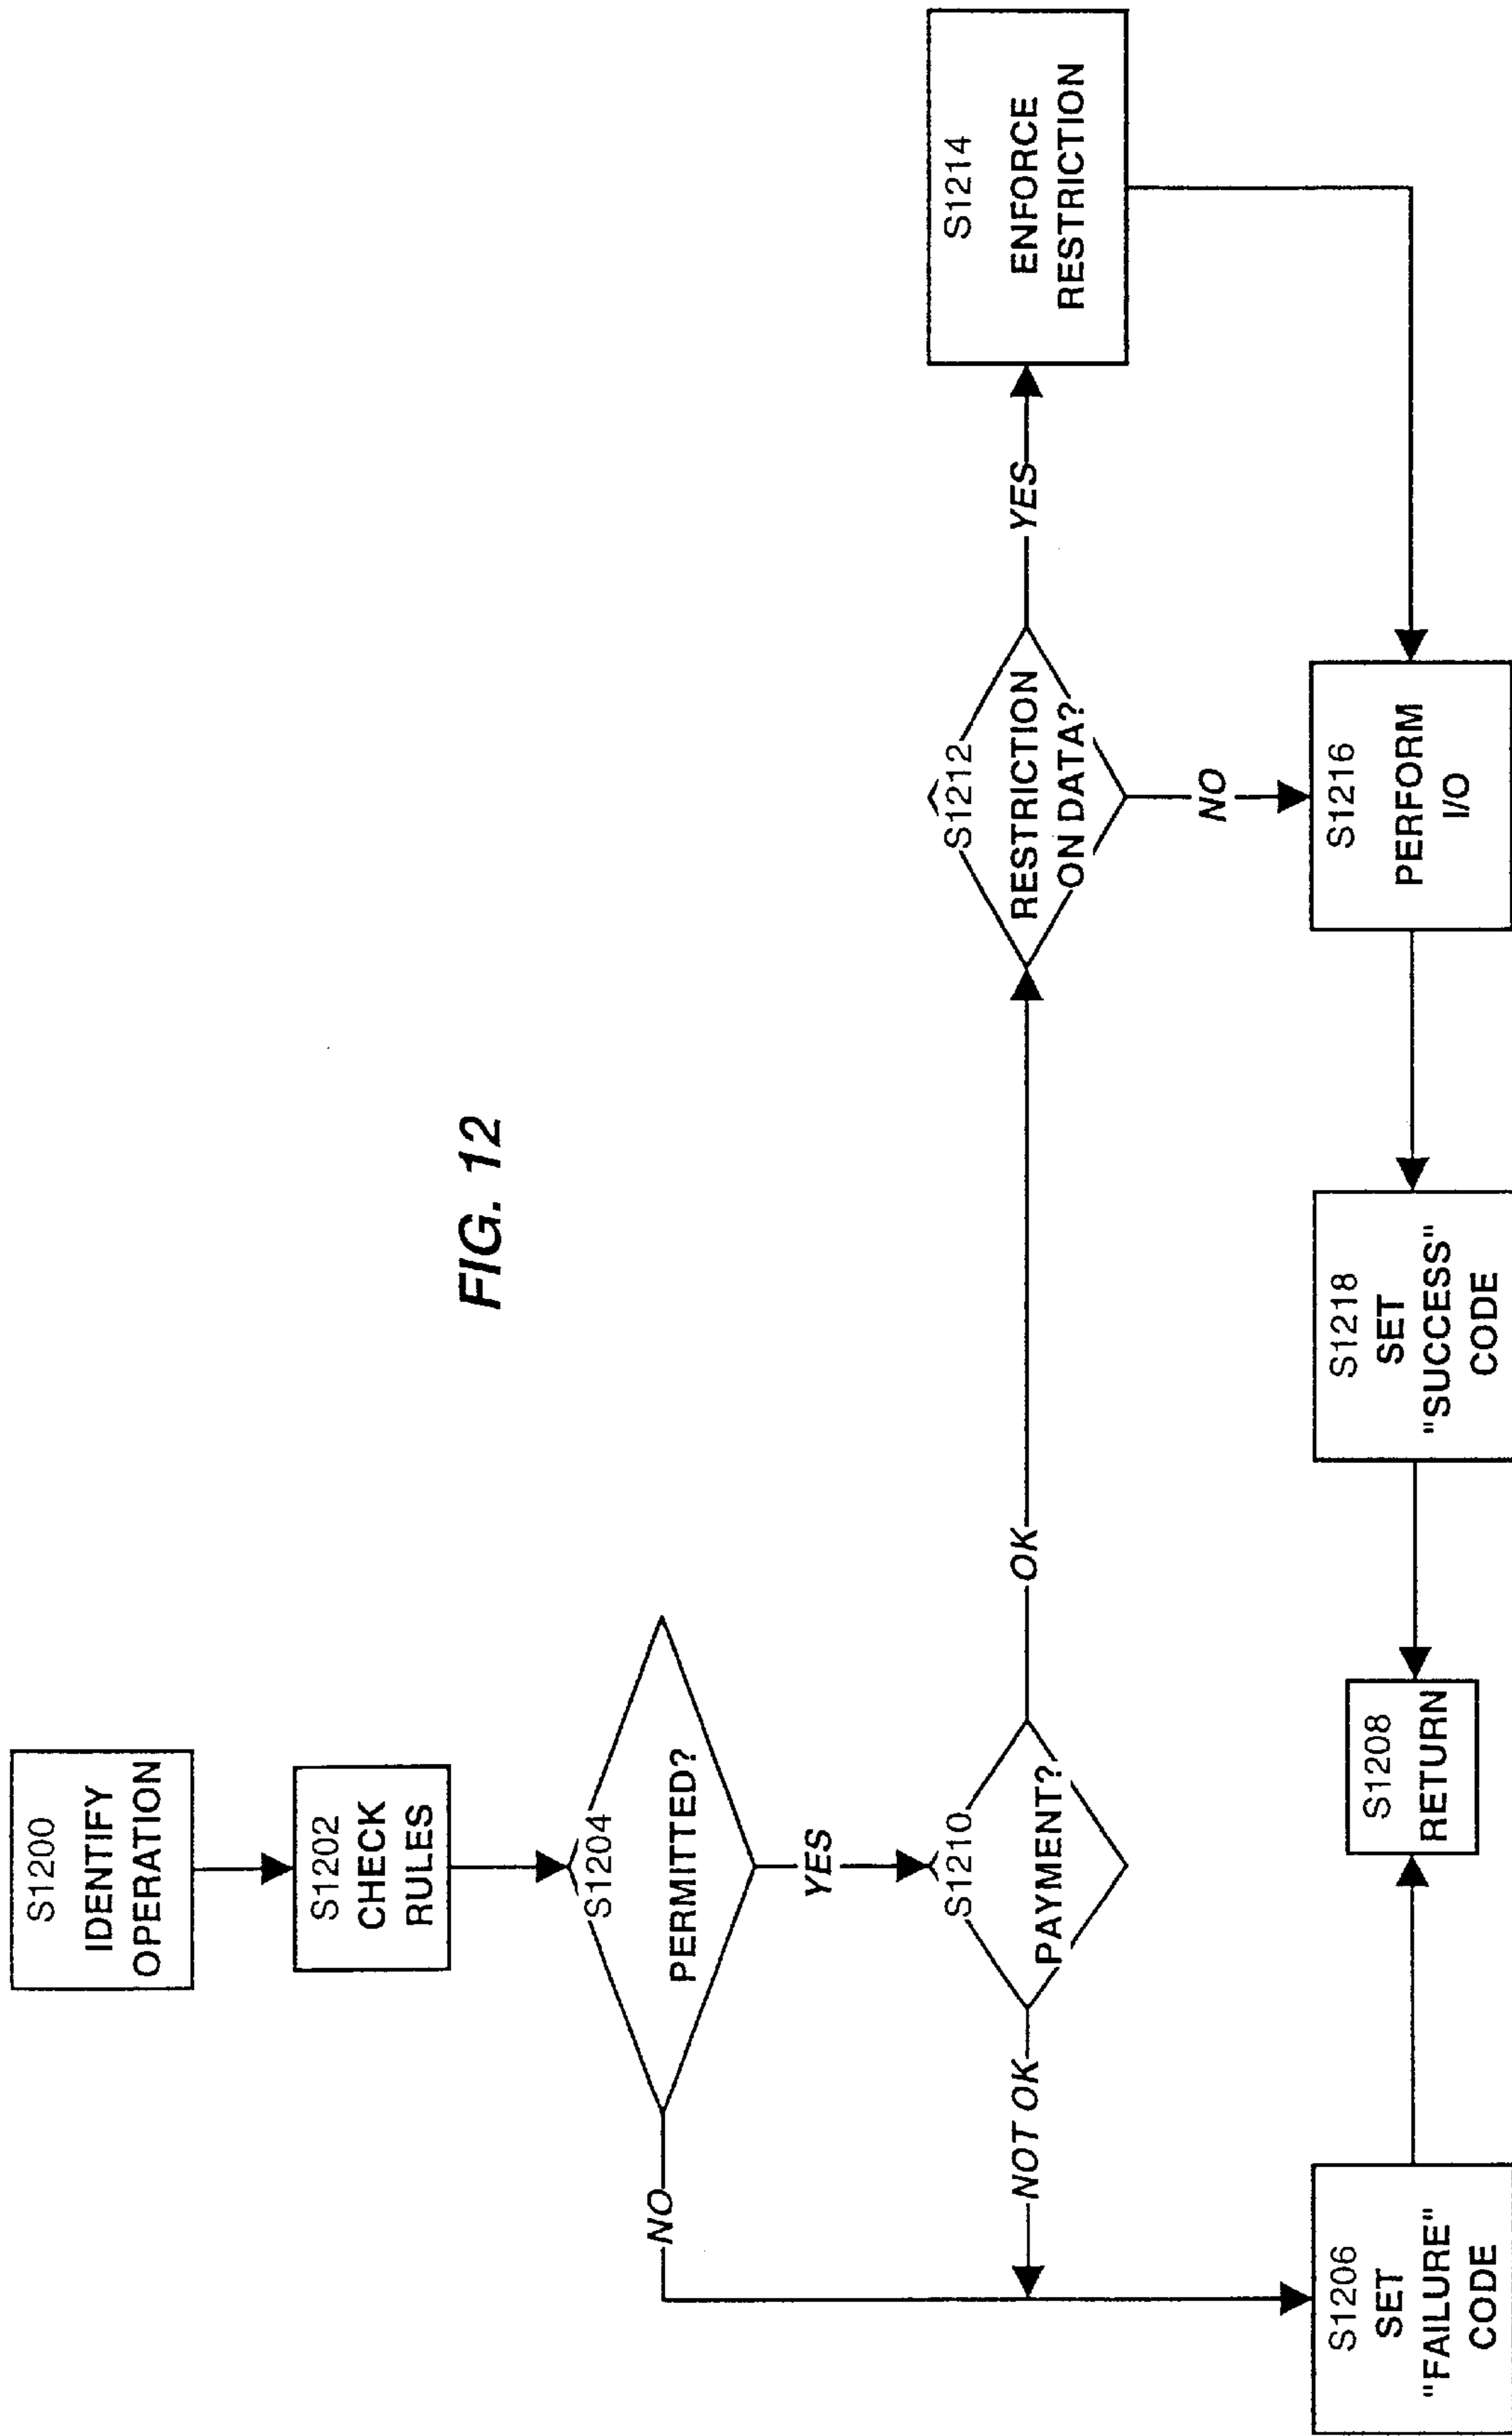 FIG. 12
S1200
IDENTIFY
OPERATION
S1202
CHECK
RULES
S1204
PERMITTED?
NO
YES
S1210
PAYMENT?
NOT OK
OK
S1212
RESTRICTION
ON DATA?
YES
NO
S1214
ENFORCE
RESTRICTION
S1206
SET
"FAILURE"
CODE
S1208
RETURN
S1218
SET
"SUCCESS"
CODE
S1216
PERFORM
I/O